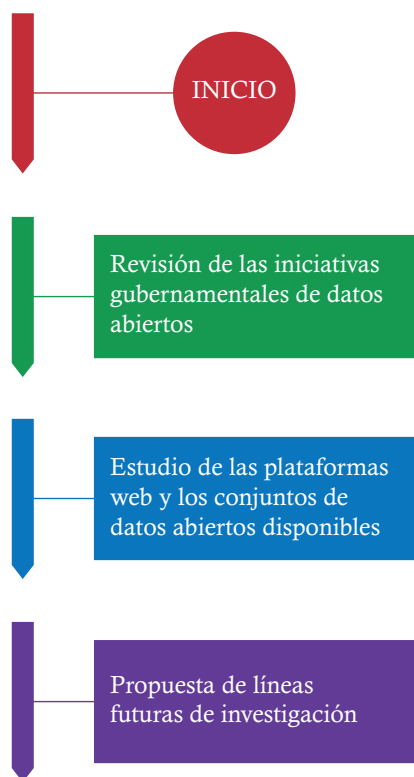 INICIO
Revisión de las iniciativas
gubernamentales de datos
abiertos
Estudio de las plataformas
web y los conjuntos de
datos abiertos disponibles
Propuesta de líneas
futuras de investigación